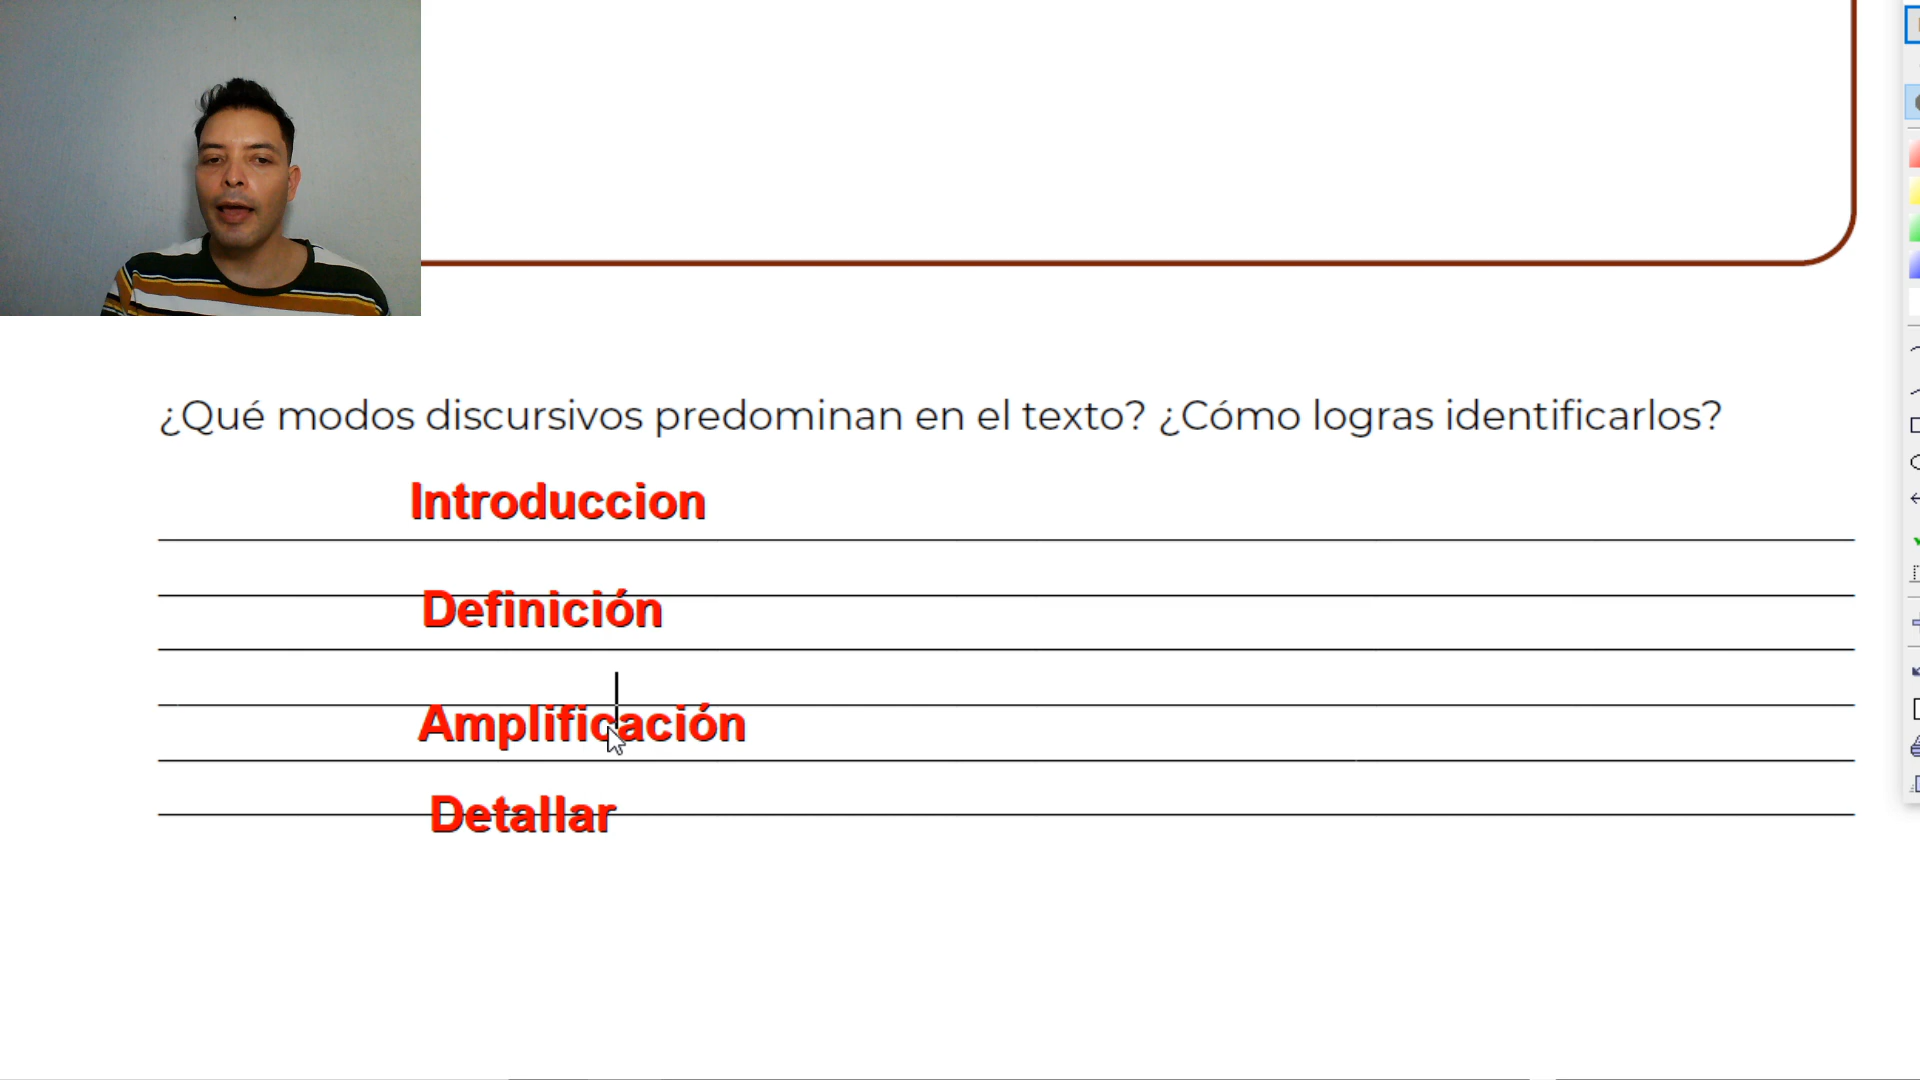 ¿Qué modos discursivos predominan en el texto? ¿Cómo logras identificarlos?
Introduccion
Definición
Amplificación
Detallar